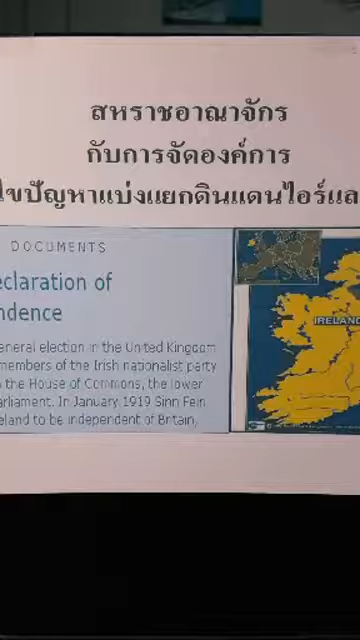 สหราชอาณาจักร
กับการจัดองค์การ
ไขปัญหาแบ่งแยกดินแดนไอร์แล
DOCUMENTS
eclaration of
ndence
eneral election in the United Kingdom
members of the Irish nationalist party
the House of Commons, the lower
arliament. In January 1919 Sinn Fein
eland to be independent of Britain,
IRELAND